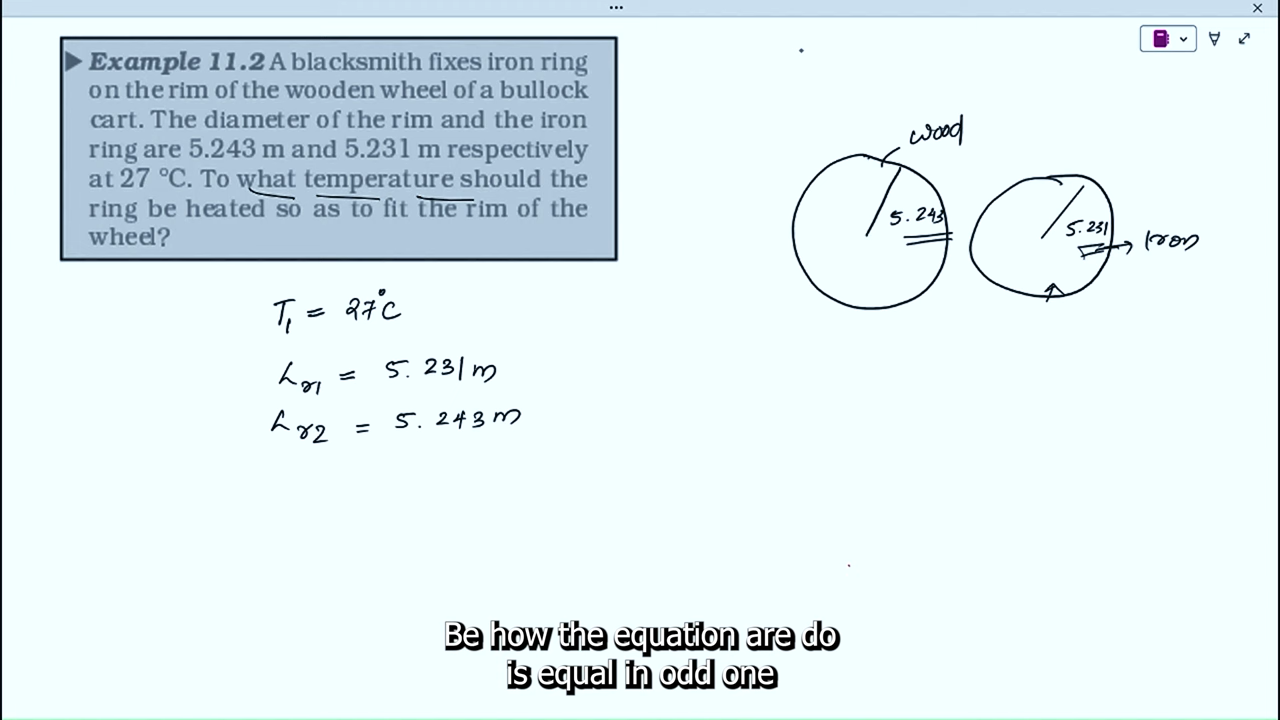 Example 11.2 A blacksmith fixes iron ring
on the rim of the wooden wheel of a bullock
cart. The diameter of the rim and the iron
ring are 5.243 m and 5.231 m respectively
at 27 °C. To what temperature should the
ring be heated so as to fit the rim of the
wheel?
wood
5.243
5.231
Iron
T₁ = 27°C
Lr1 = 5.231m
Lr2 = 5.243m
Be how the equation are do
is equal in odd one